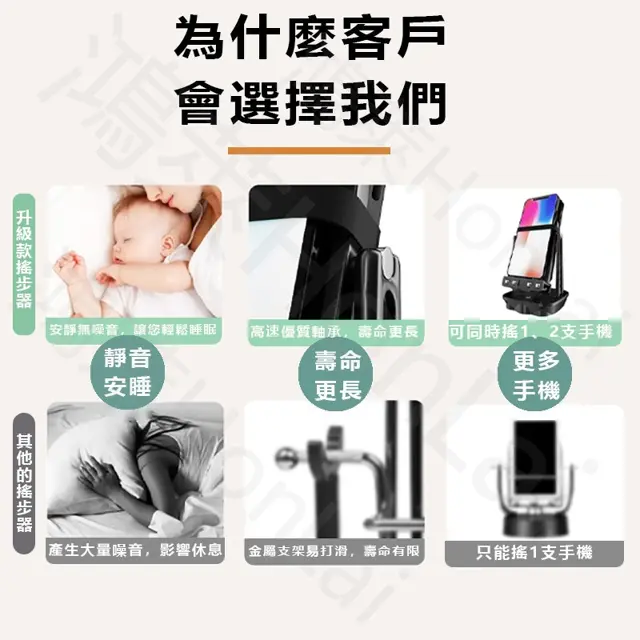 為什麼客戶
會選擇我們
升級款搖步器
安靜無噪音，讓您輕鬆睡眠
高速優質軸承，壽命更長
可同時搖1、2支手機
靜音
安睡
壽命
更長
更多
手機
其他的搖步器
產生大量噪音，影響休息
金屬支架易打滑，壽命有限
只能搖1支手機